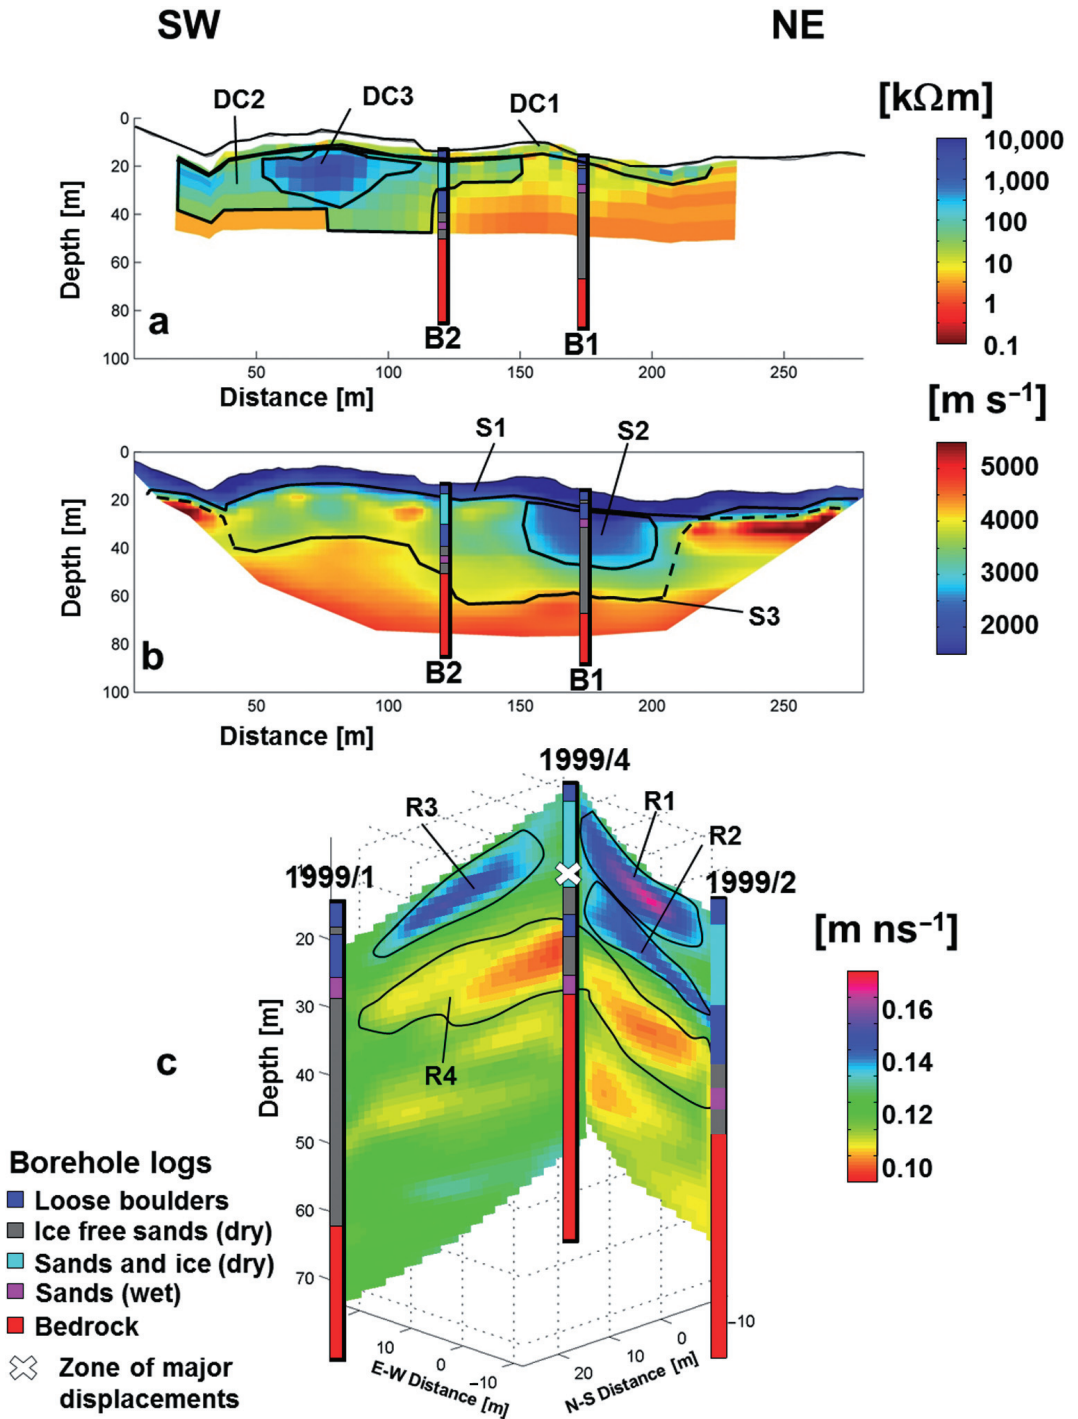 SW NE
DC2 DC3 DC1
[kΩm]
10,000
1,000
100
10
1
0.1
0
20
40
60
80
100
Depth [m]
a
B2 B1
50 100 150 200 250
Distance [m]
[m s⁻¹]
5000
4000
3000
2000
S1 S2
S3
0
20
40
60
80
100
Depth [m]
b
B2 B1
50 100 150 200 250
Distance [m]
1999/4
R3 R1
R2
1999/1 1999/2
[m ns⁻¹]
0.16
0.14
0.12
0.10
20
30
40
50
60
70
Depth [m]
R4
c
10 0 −10
E-W Distance [m]
20 10 0 −10
N-S Distance [m]
Borehole logs
Loose boulders
Ice free sands (dry)
Sands and ice (dry)
Sands (wet)
Bedrock
Zone of major
displacements